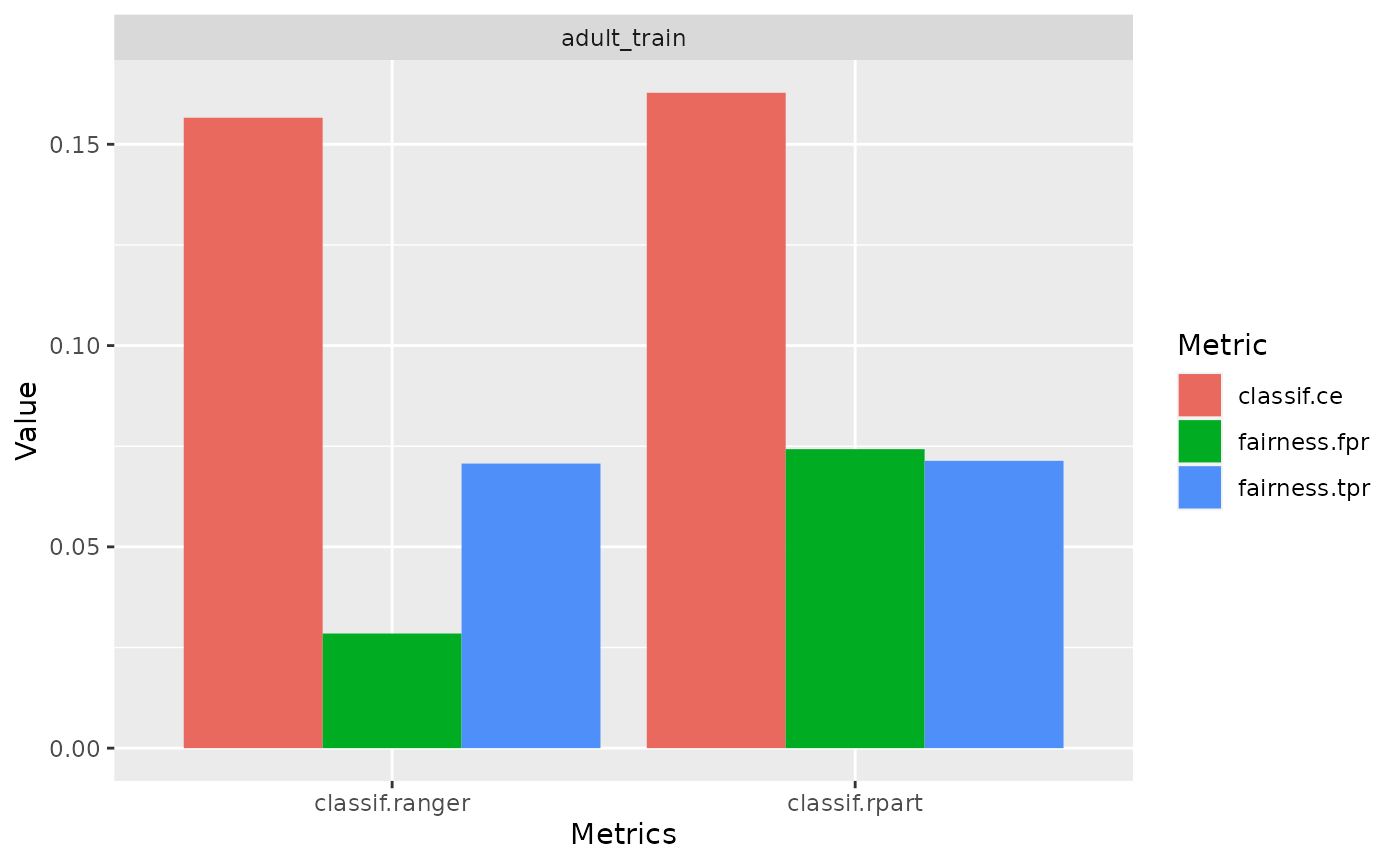 adult_train
0.15
0.10
0.05
0.00
Value
classif.ranger
classif.rpart
Metrics
Metric
classif.ce
fairness.fpr
fairness.tpr